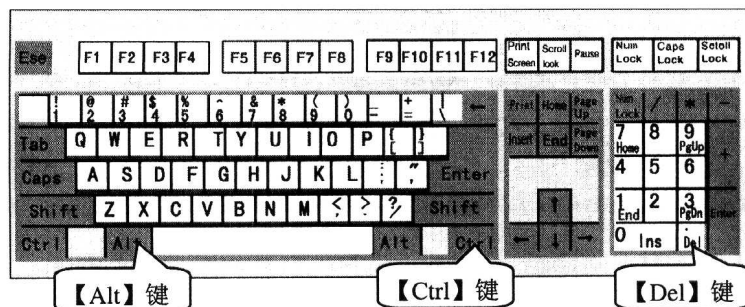 Esc F1 F2 F3 F4 F5 F6 F7 F8 F9 F10 F11 F12 Print Screen Scroll look Pause Num Lock Caps Lock Scroll Lock
! 1 @ 2 # 3 $ 4 % 5 ^ 6 & 7 * 8 ( 9 ) 0 _ - + = | \ ← Print Home Page Up Num Lock / * -
Tab Q W E R T Y U I O P { [ } ] Insert End Page Down 7 Home 8 9 PgUp +
Caps A S D F G H J K L : ; " , Enter 4 5 6
Shift Z X C V B N M < , > . ? / Shift ↑ 1 End 2 3 PgDn Enter
Ctrl Alt Alt Ctrl ← ↓ → 0 Ins . Del
【Alt】键 【Ctrl】键 【Del】键